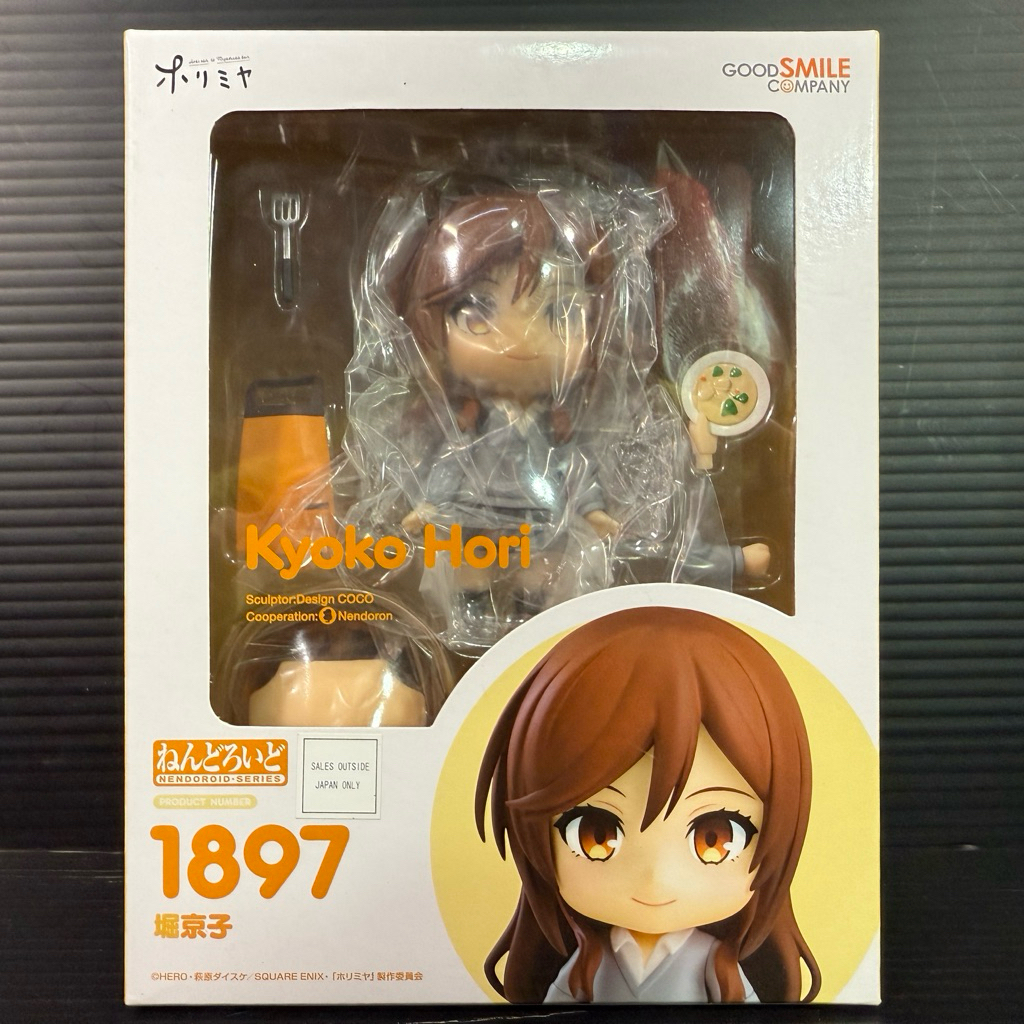 ホリミヤ
GOODSMILE
COMPANY
Kyoko Hori
Sculptor:Design COCO
Cooperation: Nendoron
ねんどろいど
NENDOROID・SERIES
SALES OUTSIDE
JAPAN ONLY
PRODUCT NUMBER
1897
堀京子
©HERO・萩原ダイスケ/SQUARE ENIX・「ホリミヤ」製作委員会